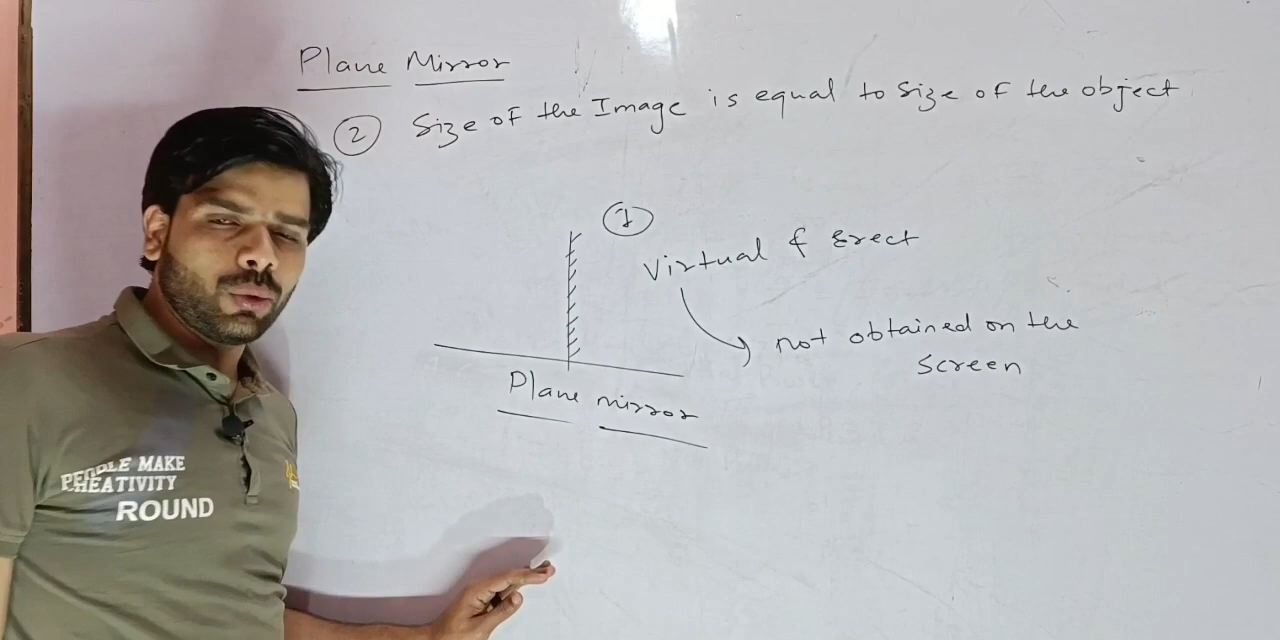 Plane Mirror
② Size of the Image is equal to size of the object
①
Virtual & Erect
not obtained on the
screen
Plane mirror
PEOPLE MAKE
CHEATIVITY
ROUND